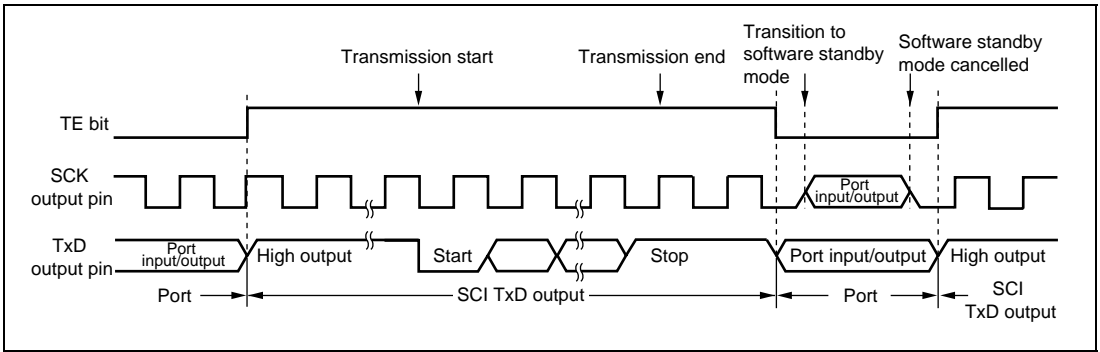 Transmission start
Transmission end
Transition to
software standby
mode
Software standby
mode cancelled
TE bit
SCK
output pin
Port
input/output
TxD
output pin
Port
input/output
High output
Start
Stop
Port input/output
High output
Port
SCI TxD output
Port
SCI
TxD output